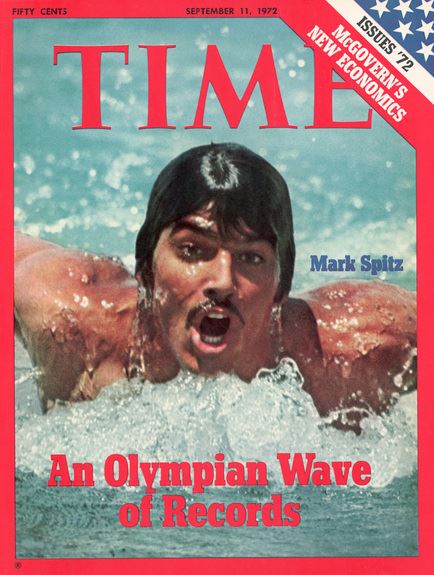 FIFTY CENTS
SEPTEMBER 11, 1972
TIME
ISSUES '72
McGOVERN'S
NEW ECONOMICS
Mark Spitz
An Olympian Wave
of Records
®